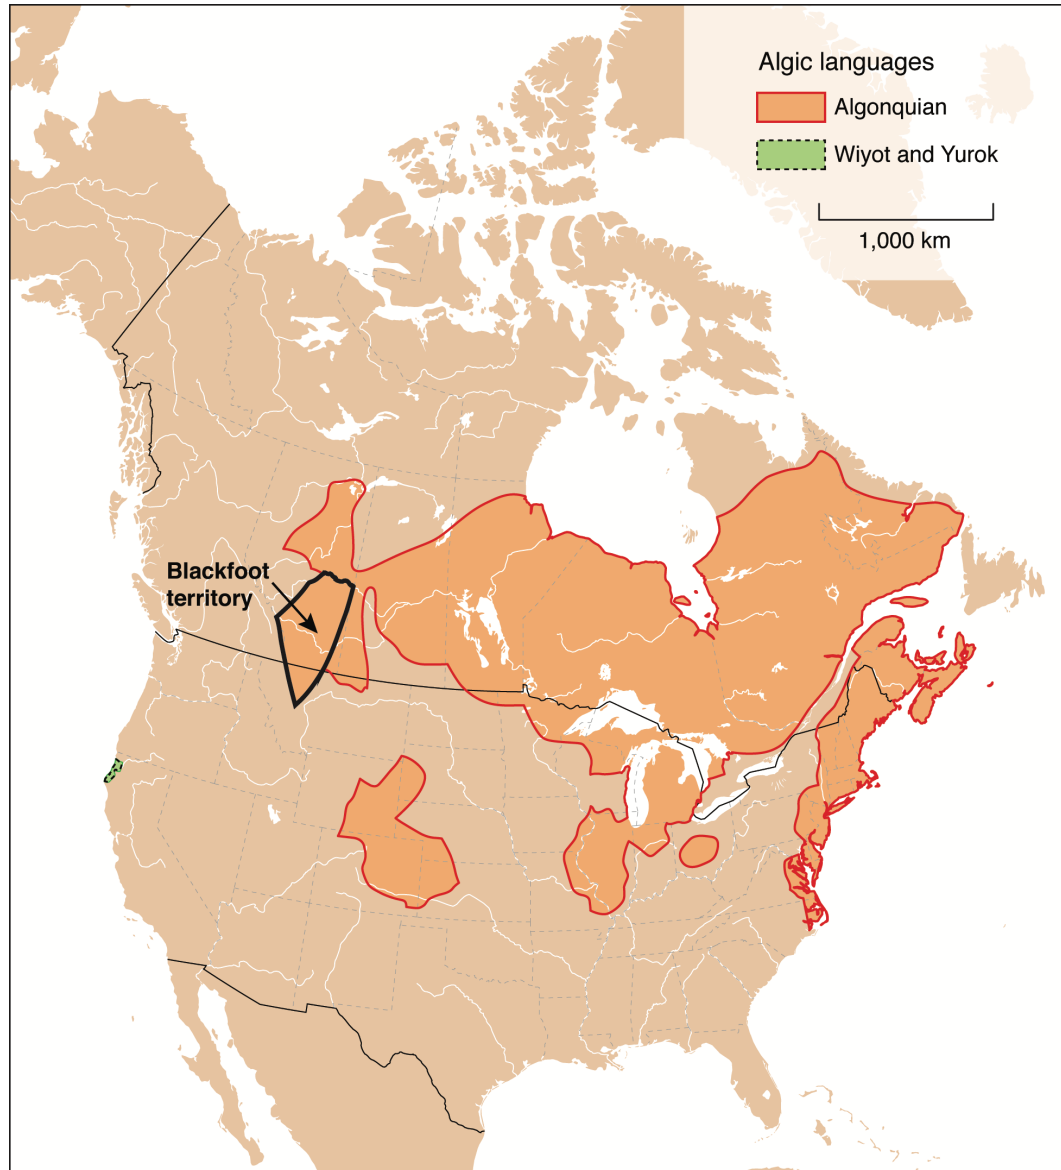 Algic languages
Algonquian
Wiyot and Yurok
1,000 km
Blackfoot
territory